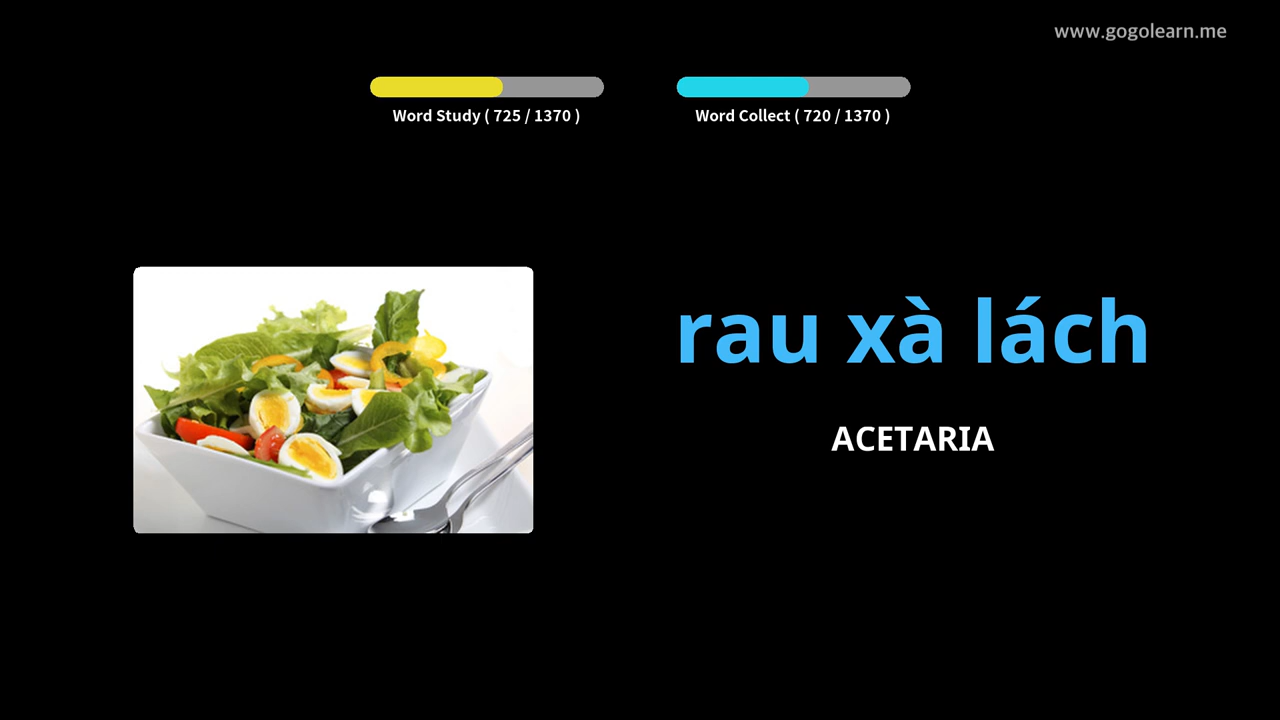 www.gogolearn.me
Word Study ( 725 / 1370 )
Word Collect ( 720 / 1370 )
rau xà lách
ACETARIA